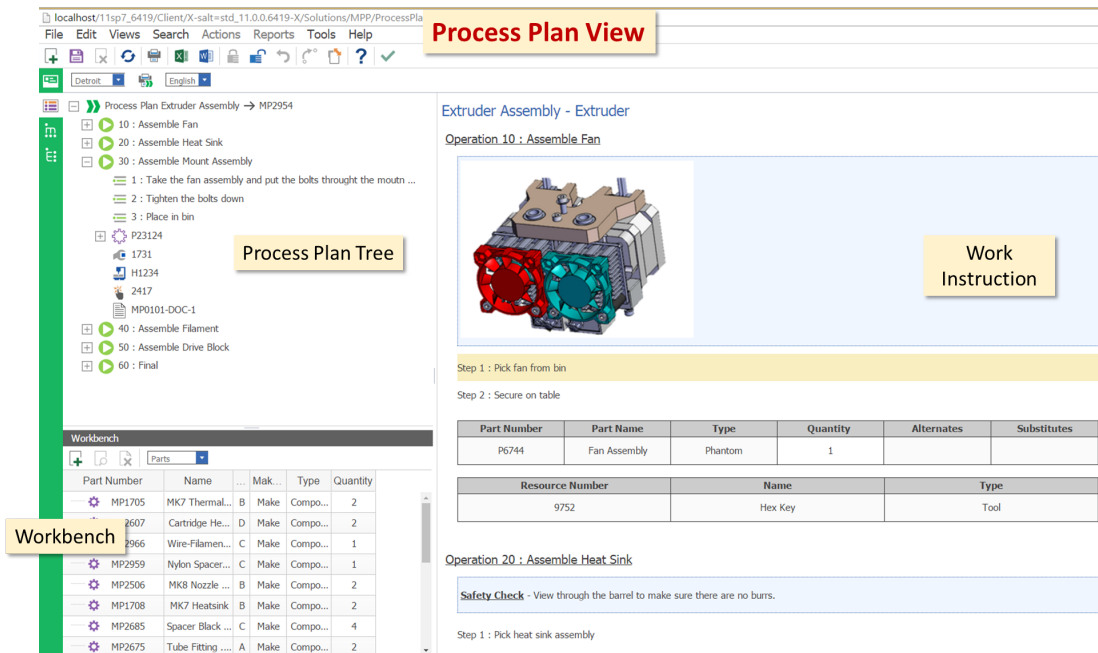 localhost/11sp7_6419/Client/X-salt=std_11.0.0.6419-X/Solutions/MPP/ProcessPla
Process Plan View
File Edit Views Search Actions Reports Tools Help
Detroit English
Process Plan Extruder Assembly → MP2954
10 : Assemble Fan
20 : Assemble Heat Sink
30 : Assemble Mount Assembly
1 : Take the fan assembly and put the bolts throught the moutn ...
2 : Tighten the bolts down
3 : Place in bin
P23124
1731
H1234
2417
MP0101-DOC-1
40 : Assemble Filament
50 : Assemble Drive Block
60 : Final
Process Plan Tree
Workbench
Parts
Part Number Name ... Mak... Type Quantity
MP1705 MK7 Thermal... B Make Compo... 2
2607 Cartridge He... D Make Compo... 2
2966 Wire-Filamen... C Make Compo... 1
MP2959 Nylon Spacer... C Make Compo... 1
MP2506 MK8 Nozzle ... B Make Compo... 2
MP1708 MK7 Heatsink B Make Compo... 2
MP2685 Spacer Black ... C Make Compo... 4
MP2675 Tube Fitting .... A Make Compo... 2
Workbench
Extruder Assembly - Extruder
Operation 10 : Assemble Fan
Work
Instruction
Step 1 : Pick fan from bin
Step 2 : Secure on table
Part Number Part Name Type Quantity Alternates Substitutes
P6744 Fan Assembly Phantom 1
Resource Number Name Type
9752 Hex Key Tool
Operation 20 : Assemble Heat Sink
Safety Check - View through the barrel to make sure there are no burrs.
Step 1 : Pick heat sink assembly